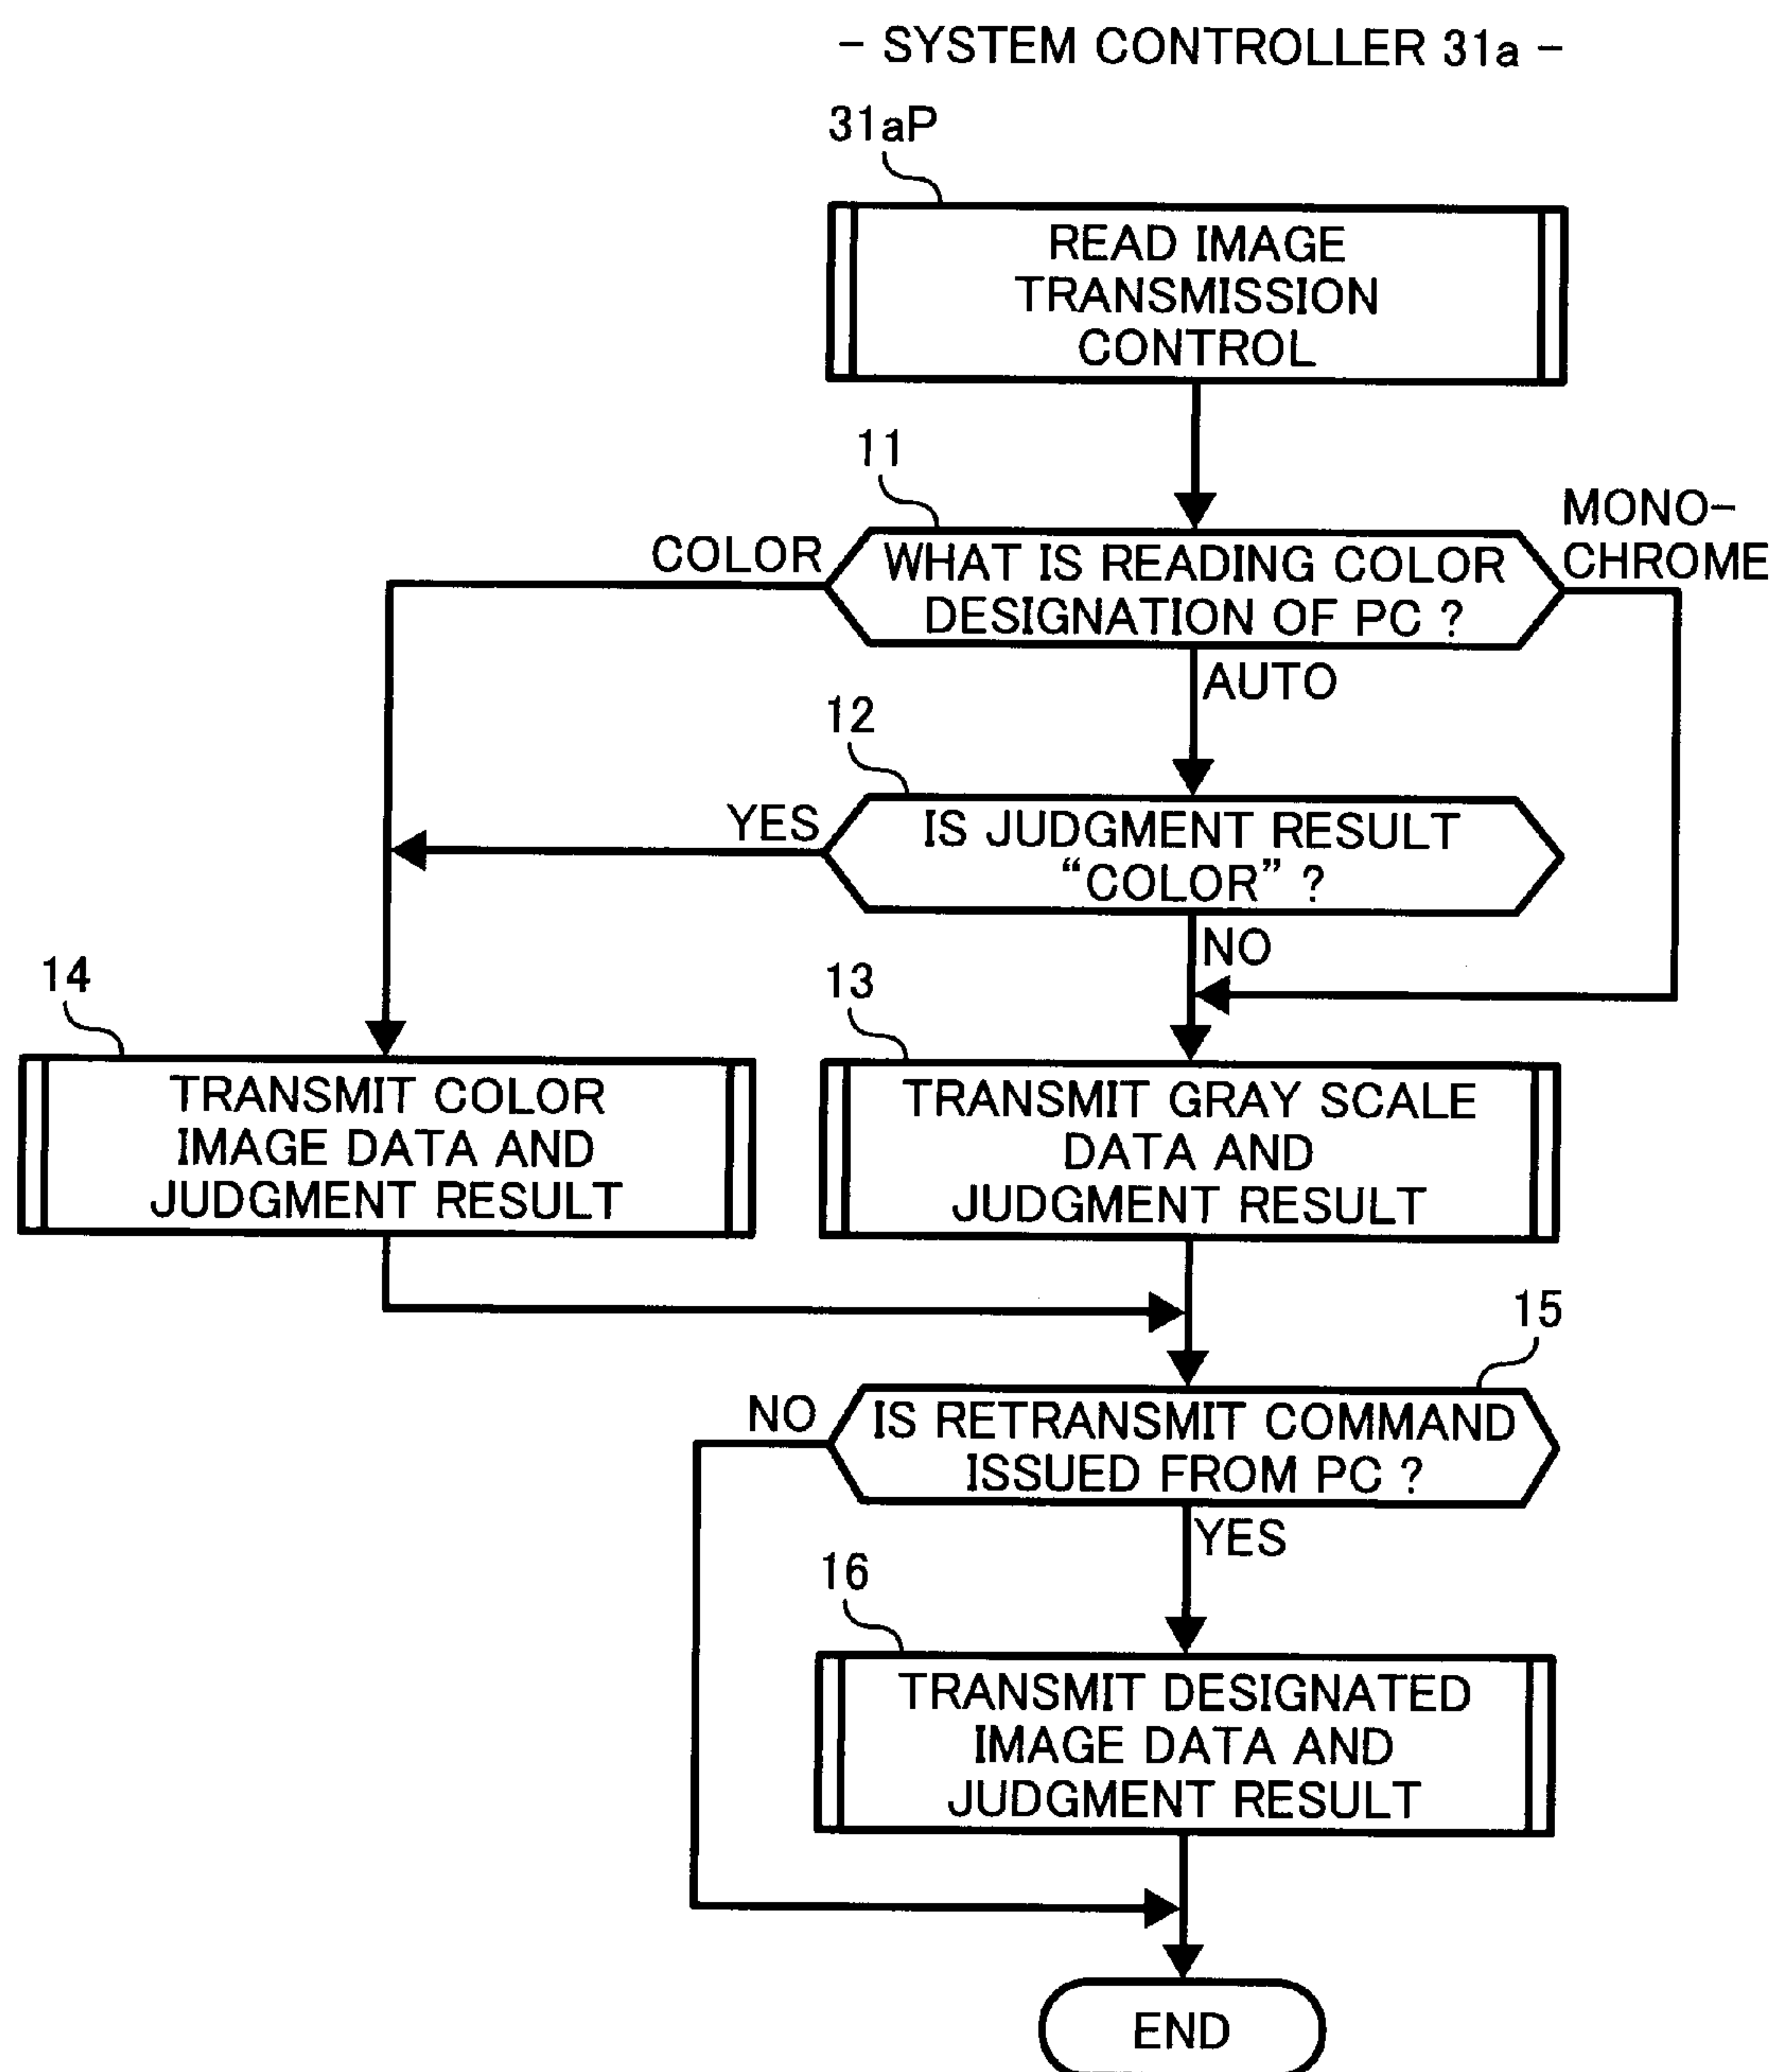 – SYSTEM CONTROLLER 31a –
31aP
READ IMAGE
TRANSMISSION
CONTROL
11
COLOR
WHAT IS READING COLOR
DESIGNATION OF PC ?
MONO–
CHROME
AUTO
12
YES
IS JUDGMENT RESULT
“COLOR” ?
NO
14
TRANSMIT COLOR
IMAGE DATA AND
JUDGMENT RESULT
13
TRANSMIT GRAY SCALE
DATA AND
JUDGMENT RESULT
15
NO
IS RETRANSMIT COMMAND
ISSUED FROM PC ?
YES
16
TRANSMIT DESIGNATED
IMAGE DATA AND
JUDGMENT RESULT
END